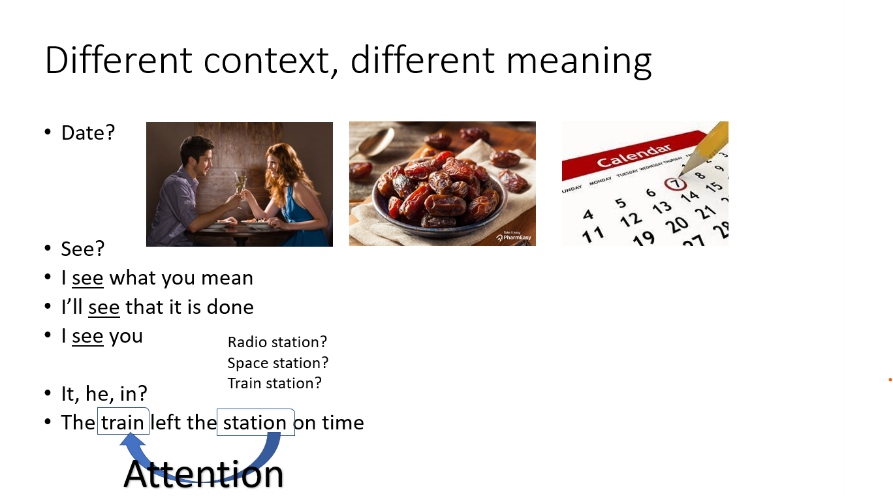 Different context, different meaning
• Date?
PharmEasy
Calendar
MONDAY TUESDAY WEDNESDAY THURSDAY
6 7 8 9
4 5 12 13 14 15
11 19 20 21
27 28
• See?
• I see what you mean
• I’ll see that it is done
• I see you
Radio station?
Space station?
Train station?
• It, he, in?
• The train left the station on time
Attention